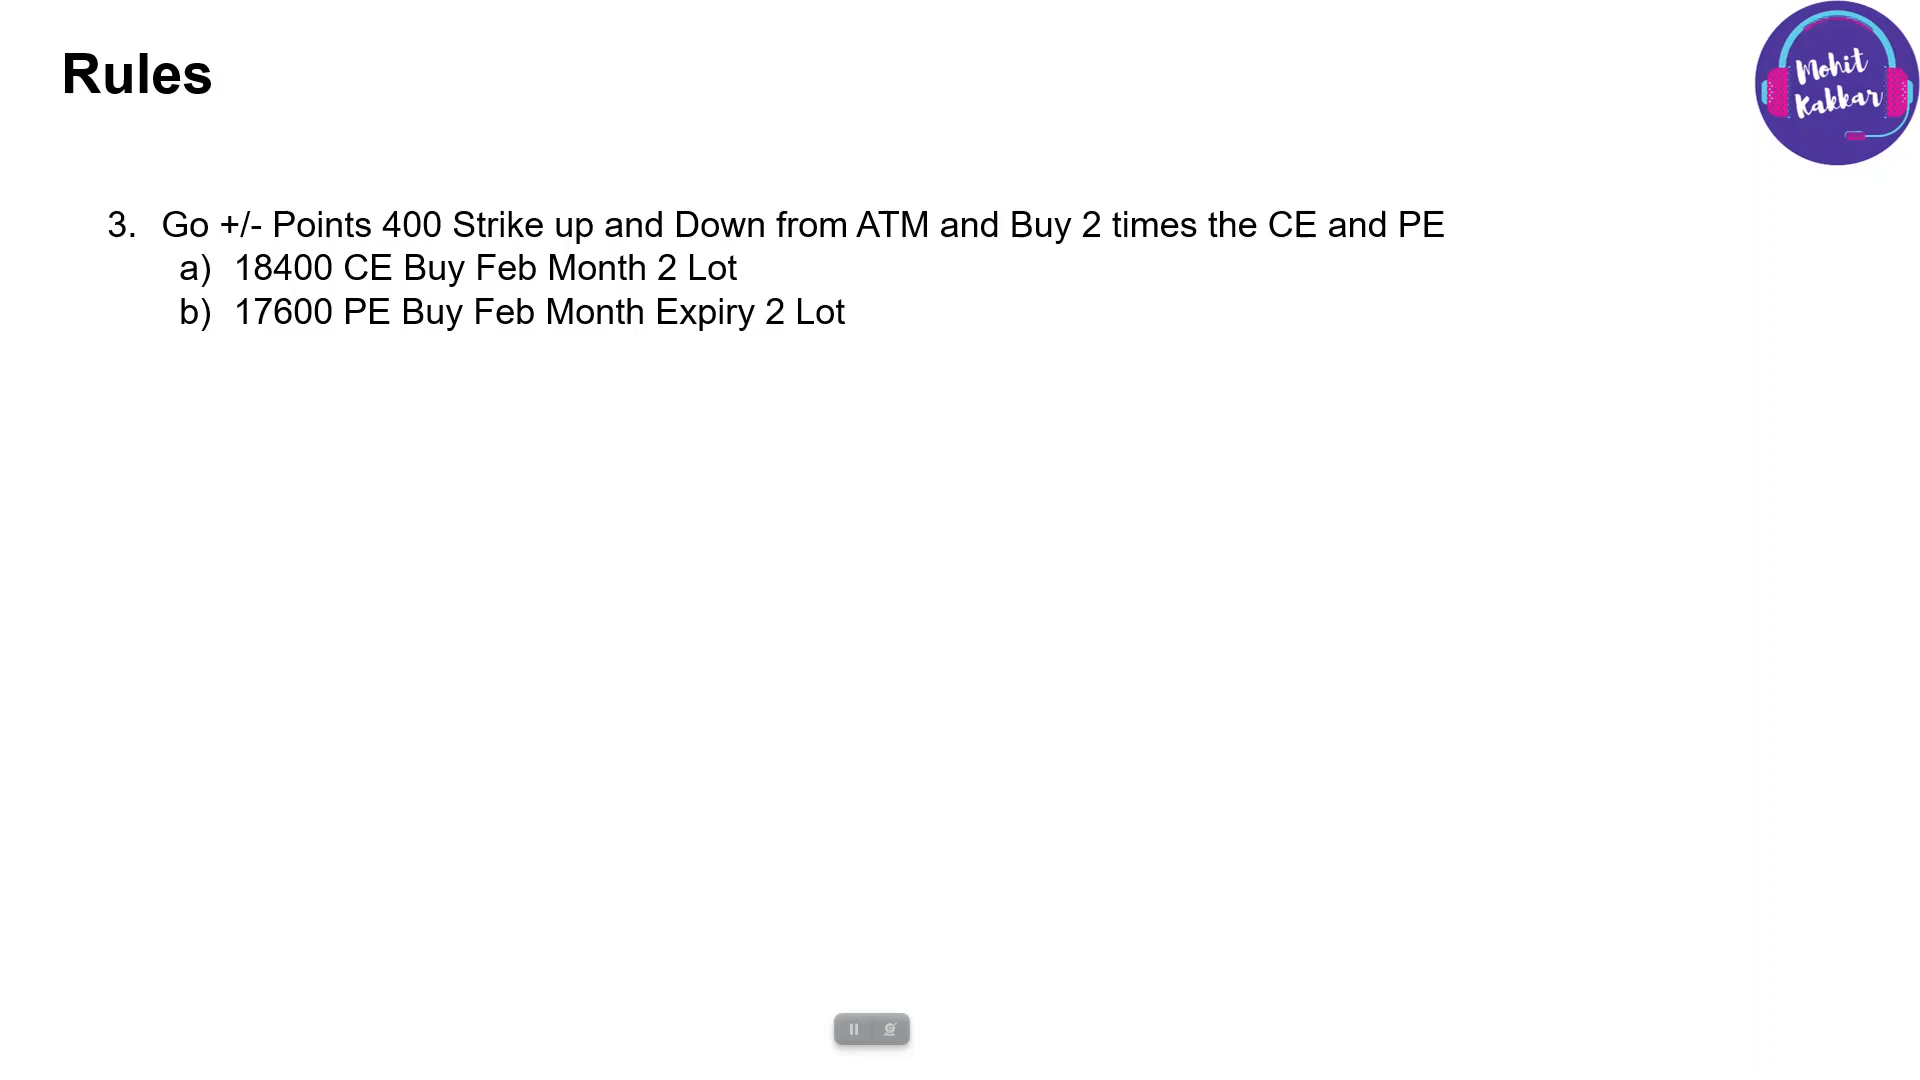 Rules
Mohit
Kakkar
3. Go +/- Points 400 Strike up and Down from ATM and Buy 2 times the CE and PE
a) 18400 CE Buy Feb Month 2 Lot
b) 17600 PE Buy Feb Month Expiry 2 Lot